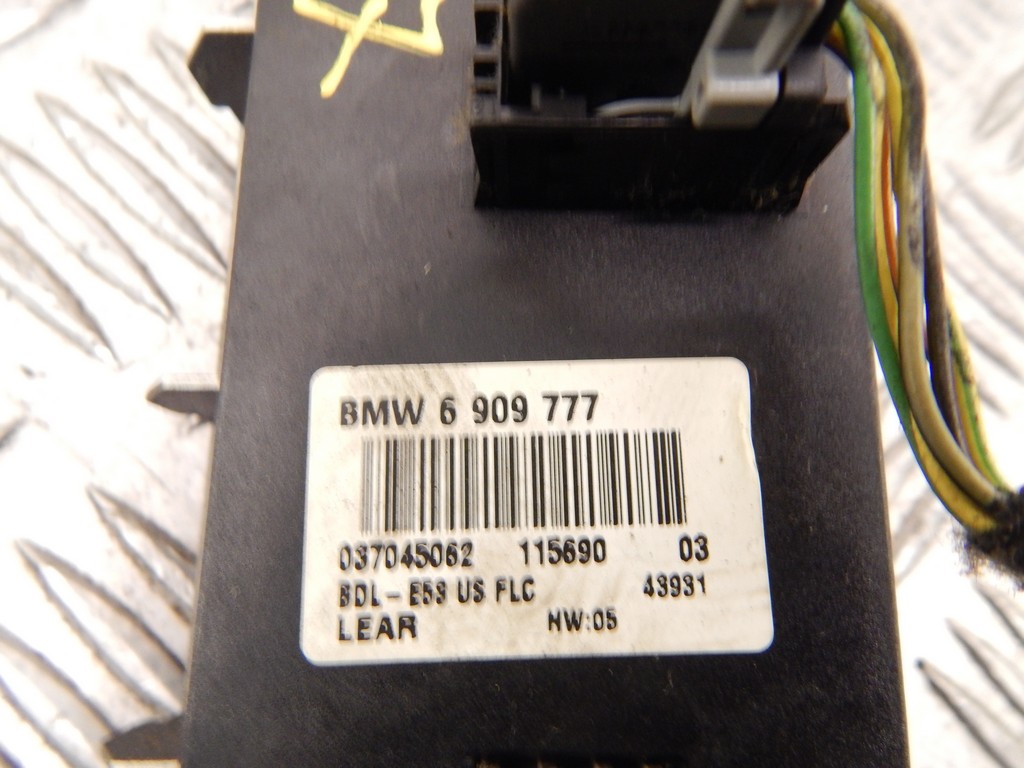 BMW 6 909 777
037045062 115690 03
BDL - E53 US FLC 43931
LEAR HW:05